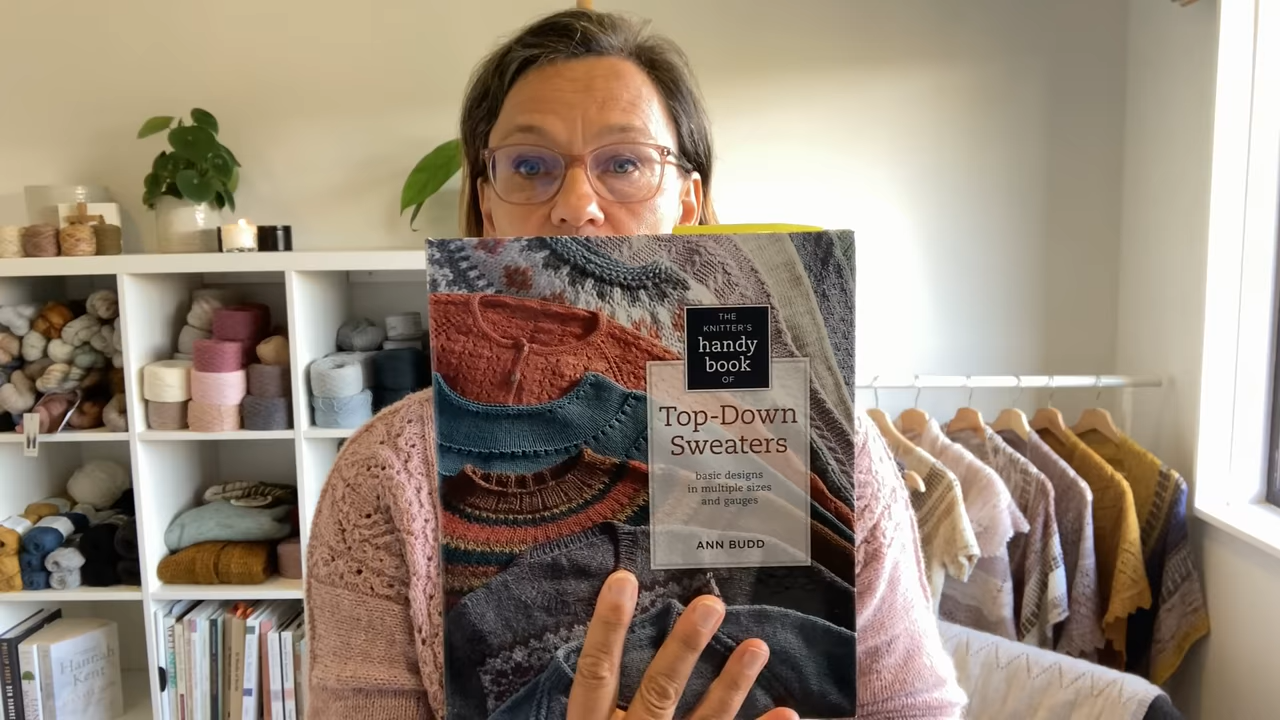 THE
KNITTER'S
handy
book
OF
Top-Down
Sweaters
basic designs
in multiple sizes
and gauges
ANN BUDD
Hannah
Kent